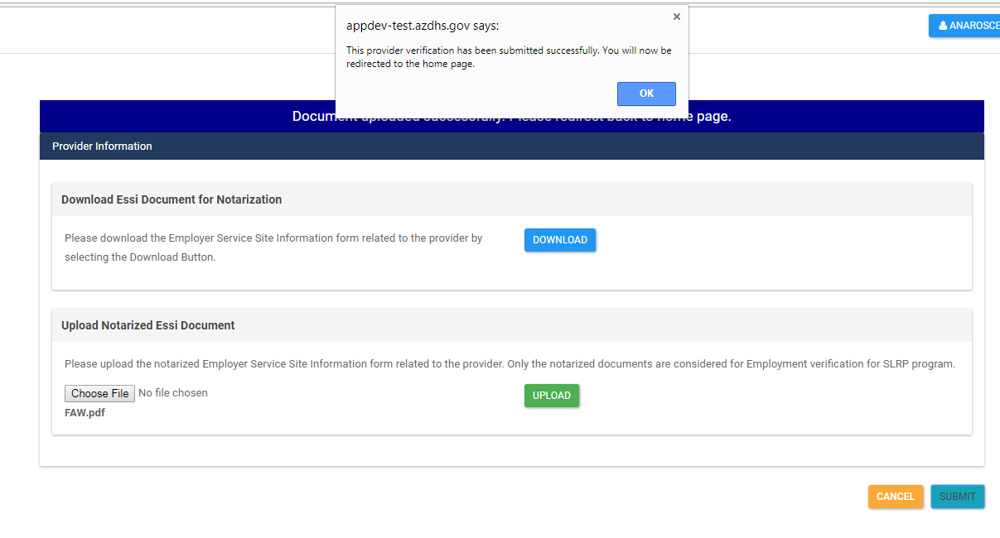 appdev-test.azdhs.gov says:
This provider verification has been submitted successfully. You will now be
redirected to the home page.
OK
ANAROSCE
Document uploaded successfully. Please redirect back to home page.
Provider Information
Download Essi Document for Notarization
Please download the Employer Service Site Information form related to the provider by
selecting the Download Button.
DOWNLOAD
Upload Notarized Essi Document
Please upload the notarized Employer Service Site Information form related to the provider. Only the notarized documents are considered for Employment verification for SLRP program.
Choose File No file chosen
UPLOAD
FAW.pdf
CANCEL SUBMIT